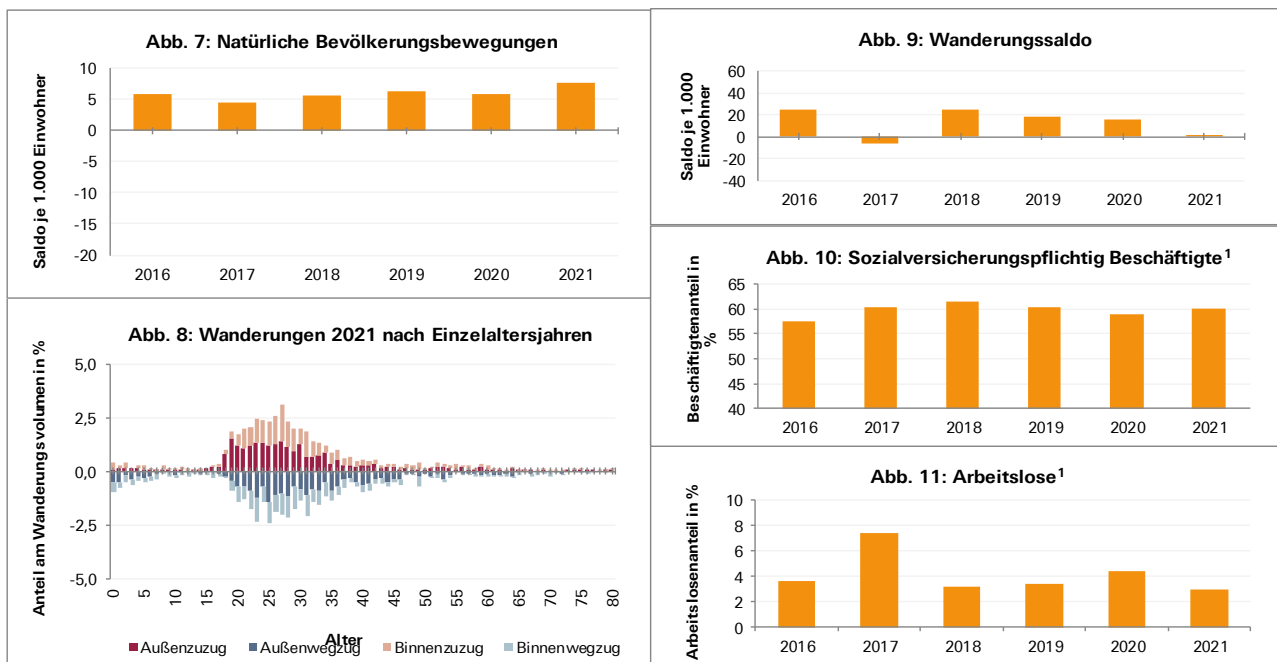 Abb. 7: Natürliche Bevölkerungsbewegungen
Saldo je 1.000 Einwohner
10
5
0
-5
-10
-15
-20
2016 2017 2018 2019 2020 2021
Abb. 8: Wanderungen 2021 nach Einzelaltersjahren
Anteil am Wanderungsvolumen in %
5,0
2,5
0,0
-2,5
-5,0
0 5 10 15 20 25 30 35 40 45 50 55 60 65 70 75 80
Alter
Außenzuzug Außenwegzug Binnenzuzug Binnenwegzug
Abb. 9: Wanderungssaldo
Saldo je 1.000
Einwohner
60
40
20
0
-20
-40
2016 2017 2018 2019 2020 2021
Abb. 10: Sozialversicherungspflichtig Beschäftigte¹
Beschäftigtenanteil in
%
65
60
55
50
45
40
2016 2017 2018 2019 2020 2021
Abb. 11: Arbeitslose¹
Arbeitslosenanteil in %
10
8
6
4
2
0
2016 2017 2018 2019 2020 2021